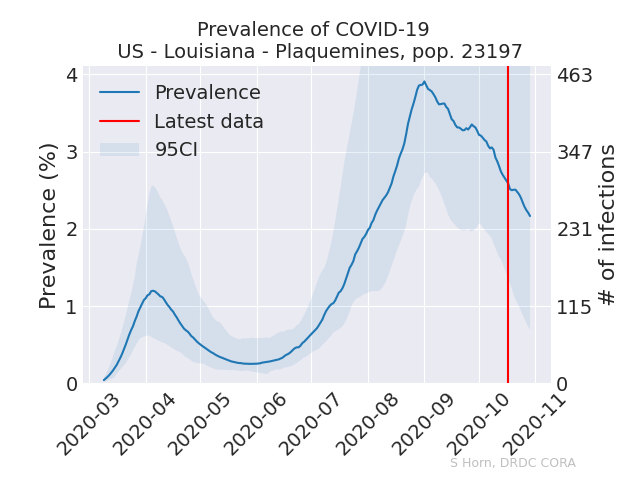 Prevalence of COVID-19
US - Louisiana - Plaquemines, pop. 23197
Prevalence
Latest data
95CI
Prevalence (%)
4
3
2
1
0
463
347
231
115
0
# of infections
2020-03
2020-04
2020-05
2020-06
2020-07
2020-08
2020-09
2020-10
2020-11
S Horn, DRDC CORA